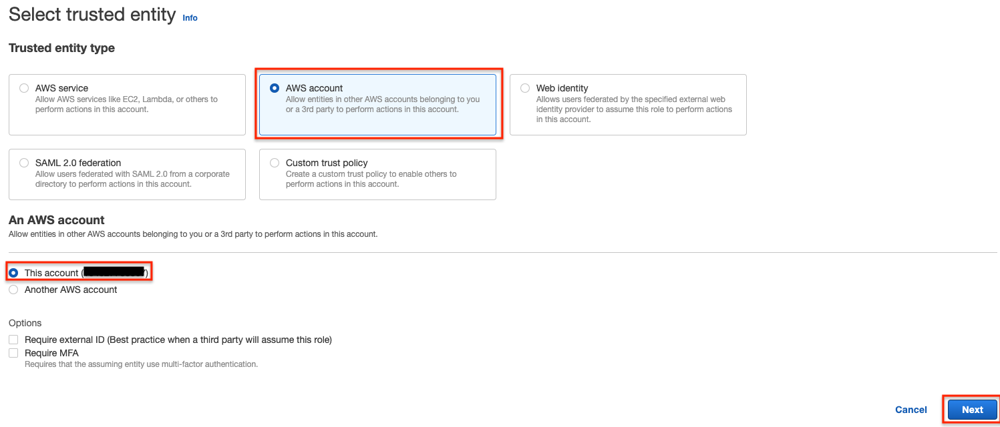 Select trusted entity Info
Trusted entity type
AWS service
Allow AWS services like EC2, Lambda, or others to
perform actions in this account.
AWS account
Allow entities in other AWS accounts belonging to you
or a 3rd party to perform actions in this account.
Web identity
Allows users federated by the specified external web
identity provider to assume this role to perform actions
in this account.
SAML 2.0 federation
Allow users federated with SAML 2.0 from a corporate
directory to perform actions in this account.
Custom trust policy
Create a custom trust policy to enable others to
perform actions in this account.
An AWS account
Allow entities in other AWS accounts belonging to you or a 3rd party to perform actions in this account.
This account ( )
Another AWS account
Options
Require external ID (Best practice when a third party will assume this role)
Require MFA
Requires that the assuming entity use multi-factor authentication.
Cancel Next